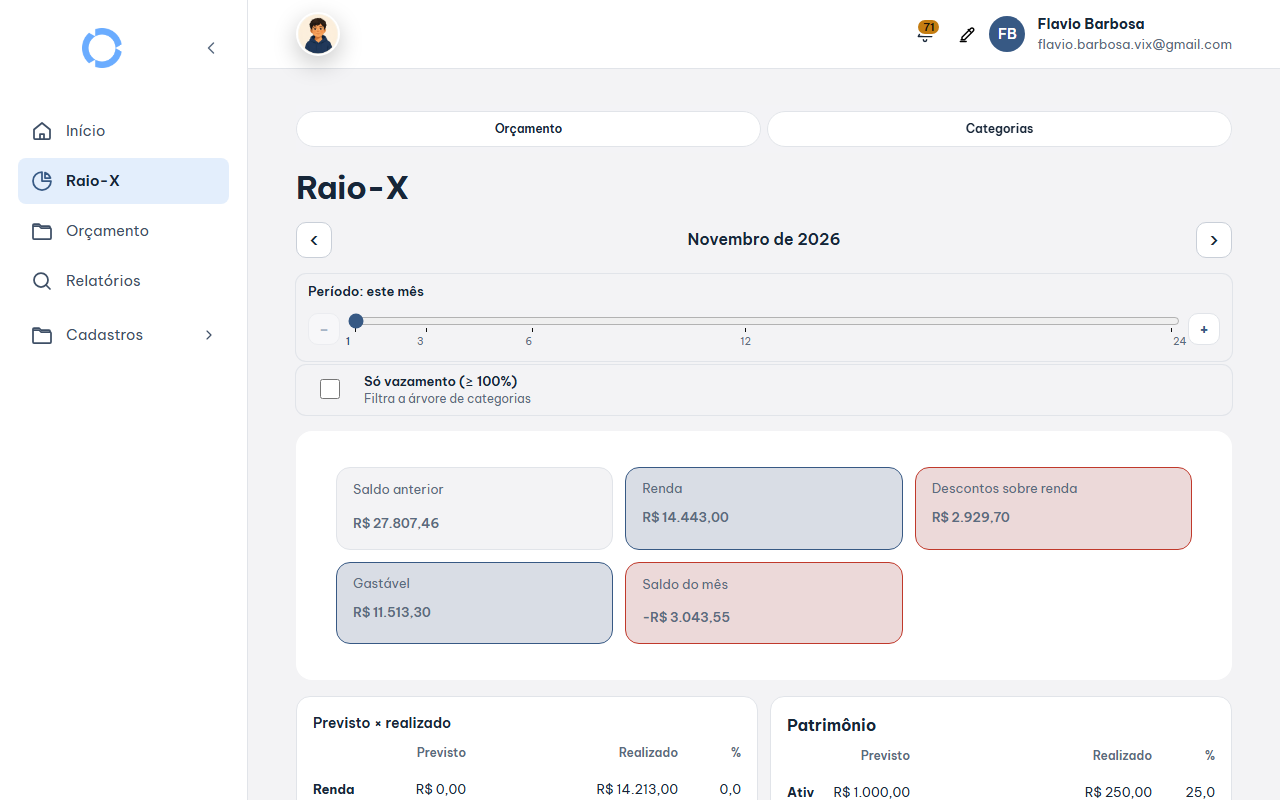 71
FB
Flavio Barbosa
flavio.barbosa.vix@gmail.com
Início
Raio-X
Orçamento
Relatórios
Cadastros
Orçamento
Categorias
Raio-X
Novembro de 2026
Período: este mês
−
+
1
3
6
12
24
Só vazamento (≥ 100%)
Filtra a árvore de categorias
Saldo anterior
R$ 27.807,46
Renda
R$ 14.443,00
Descontos sobre renda
R$ 2.929,70
Gastável
R$ 11.513,30
Saldo do mês
-R$ 3.043,55
Previsto × realizado
Previsto Realizado %
Renda R$ 0,00 R$ 14.213,00 0,0
Patrimônio
Previsto Realizado %
Ativ R$ 1.000,00 R$ 250,00 25,0